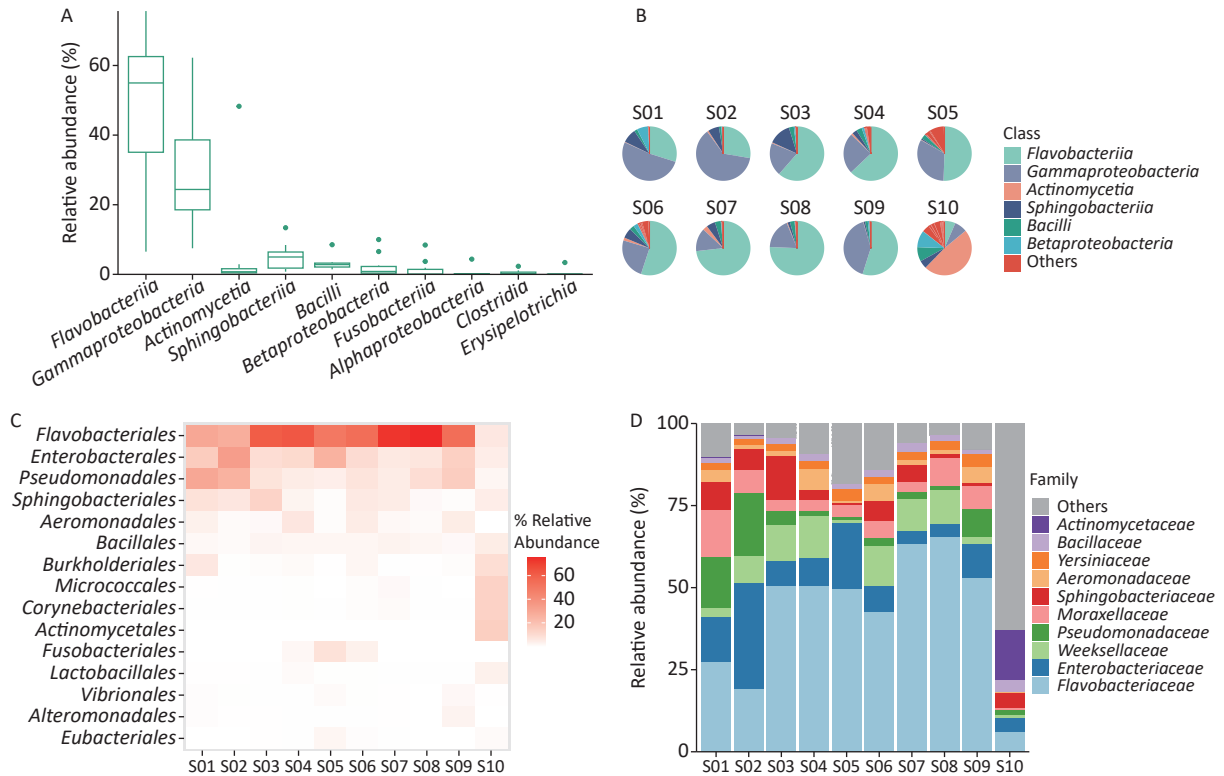 A
Relative abundance (%)
60
40
20
0
Flavobacteriia
Gammaproteobacteria
Actinomycetia
Sphingobacteriia
Bacilli
Betaproteobacteria
Fusobacteriia
Alphaproteobacteria
Clostridia
Erysipelotrichia
B
S01 S02 S03 S04 S05
S06 S07 S08 S09 S10
Class
Flavobacteriia
Gammaproteobacteria
Actinomycetia
Sphingobacteriia
Bacilli
Betaproteobacteria
Others
C
Flavobacteriales
Enterobacterales
Pseudomonadales
Sphingobacteriales
Aeromonadales
Bacillales
Burkholderiales
Micrococcales
Corynebacteriales
Actinomycetales
Fusobacteriales
Lactobacillales
Vibrionales
Alteromonadales
Eubacteriales
S01 S02 S03 S04 S05 S06 S07 S08 S09 S10
% Relative
Abundance
60
40
20
D
Relative abundance (%)
100
75
50
25
0
S01 S02 S03 S04 S05 S06 S07 S08 S09 S10
Family
Others
Actinomycetaceae
Bacillaceae
Yersiniaceae
Aeromonadaceae
Sphingobacteriaceae
Moraxellaceae
Pseudomonadaceae
Weeksellaceae
Enterobacteriaceae
Flavobacteriaceae